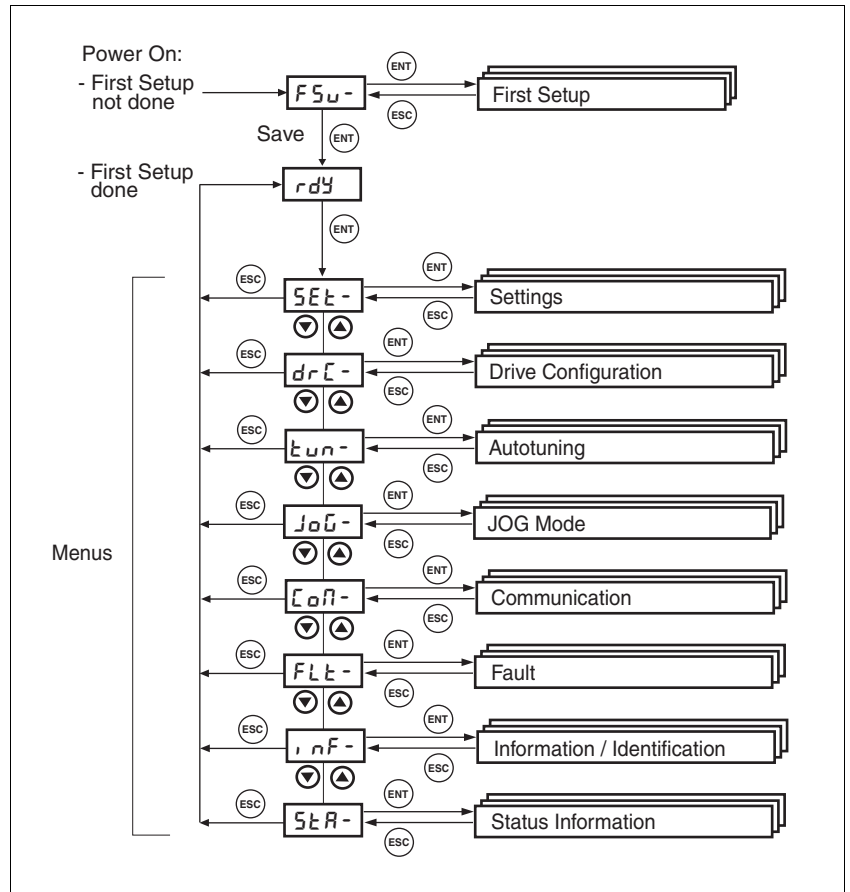 Power On:
- First Setup
not done
FSu-
ENT
ESC
First Setup
Save
ENT
- First Setup
done
rdY
ENT
ESC
SEt-
ENT
ESC
Settings
ESC
drC-
ENT
ESC
Drive Configuration
ESC
tun-
ENT
ESC
Autotuning
ESC
JoG-
ENT
ESC
JOG Mode
Menus
ESC
CoM-
ENT
ESC
Communication
ESC
FLt-
ENT
ESC
Fault
ESC
inF-
ENT
ESC
Information / Identification
ESC
StA-
ENT
ESC
Status Information